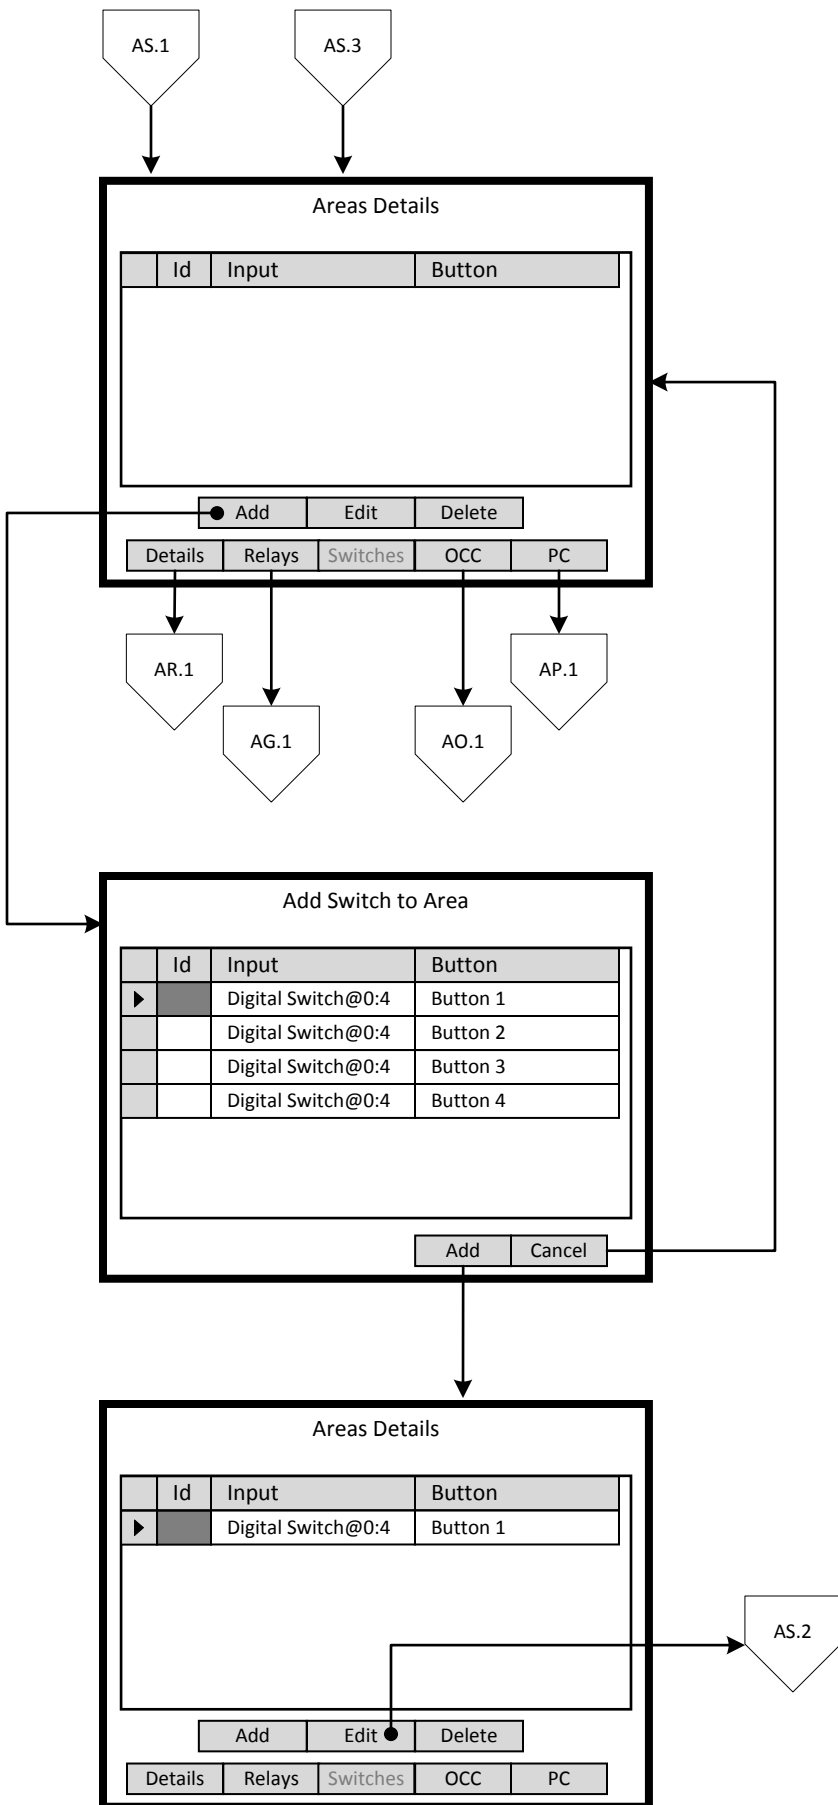 AS.1 AS.3
Areas Details
Id Input Button
Add Edit Delete
Details Relays Switches OCC PC
AR.1 AP.1
AG.1 AO.1
Add Switch to Area
Id Input Button
Digital Switch@0:4 Button 1
Digital Switch@0:4 Button 2
Digital Switch@0:4 Button 3
Digital Switch@0:4 Button 4
Add Cancel
Areas Details
Id Input Button
Digital Switch@0:4 Button 1
AS.2
Add Edit Delete
Details Relays Switches OCC PC